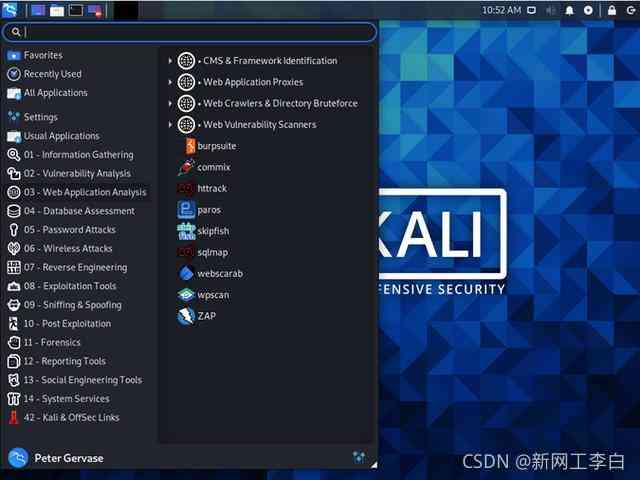 10:52 AM
Favorites
Recently Used
All Applications
Settings
Usual Applications
01 - Information Gathering
02 - Vulnerability Analysis
03 - Web Application Analysis
04 - Database Assessment
05 - Password Attacks
06 - Wireless Attacks
07 - Reverse Engineering
08 - Exploitation Tools
09 - Sniffing & Spoofing
10 - Post Exploitation
11 - Forensics
12 - Reporting Tools
13 - Social Engineering Tools
14 - System Services
42 - Kali & OffSec Links
• CMS & Framework Identification
• Web Application Proxies
• Web Crawlers & Directory Bruteforce
• Web Vulnerability Scanners
burpsuite
commix
httrack
paros
skipfish
sqlmap
webscarab
wpscan
ZAP
KALI
FFENSIVE SECURITY
Peter Gervase
CSDN @新网工李白